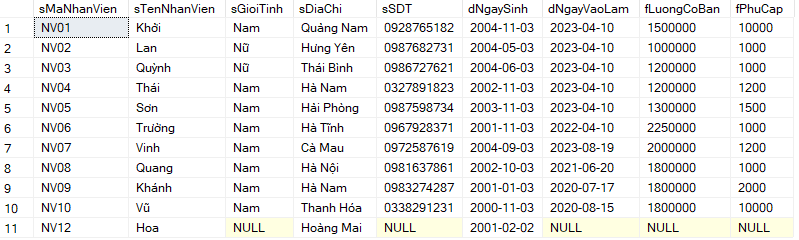 sMaNhanVien sTenNhanVien sGioiTinh sDiaChi sSDT dNgaySinh dNgayVaoLam fLuongCoBan fPhuCap
1 NV01 Khởi Nam Quảng Nam 0928765182 2004-11-03 2023-04-10 1500000 10000
2 NV02 Lan Nữ Hưng Yên 0987682731 2004-05-03 2023-04-10 1000000 1000
3 NV03 Quỳnh Nữ Thái Bình 0986727621 2004-06-03 2023-04-10 1200000 1000
4 NV04 Thái Nam Hà Nam 0327891823 2002-11-03 2023-04-10 1200000 1200
5 NV05 Sơn Nam Hải Phòng 0987598734 2003-11-03 2023-04-10 1300000 1500
6 NV06 Trường Nam Hà Tĩnh 0967928371 2001-11-03 2022-04-10 2250000 1000
7 NV07 Vinh Nam Cà Mau 0972587619 2004-09-03 2023-08-19 2000000 1200
8 NV08 Quang Nam Hà Nội 0981637861 2002-10-03 2021-06-20 1800000 1000
9 NV09 Khánh Nam Hà Nam 0983274287 2001-01-03 2020-07-17 1800000 2000
10 NV10 Vũ Nam Thanh Hóa 0338291231 2000-11-03 2020-08-15 1800000 1000
11 NV12 Hoa NULL Hoàng Mai NULL 2001-02-02 NULL NULL NULL